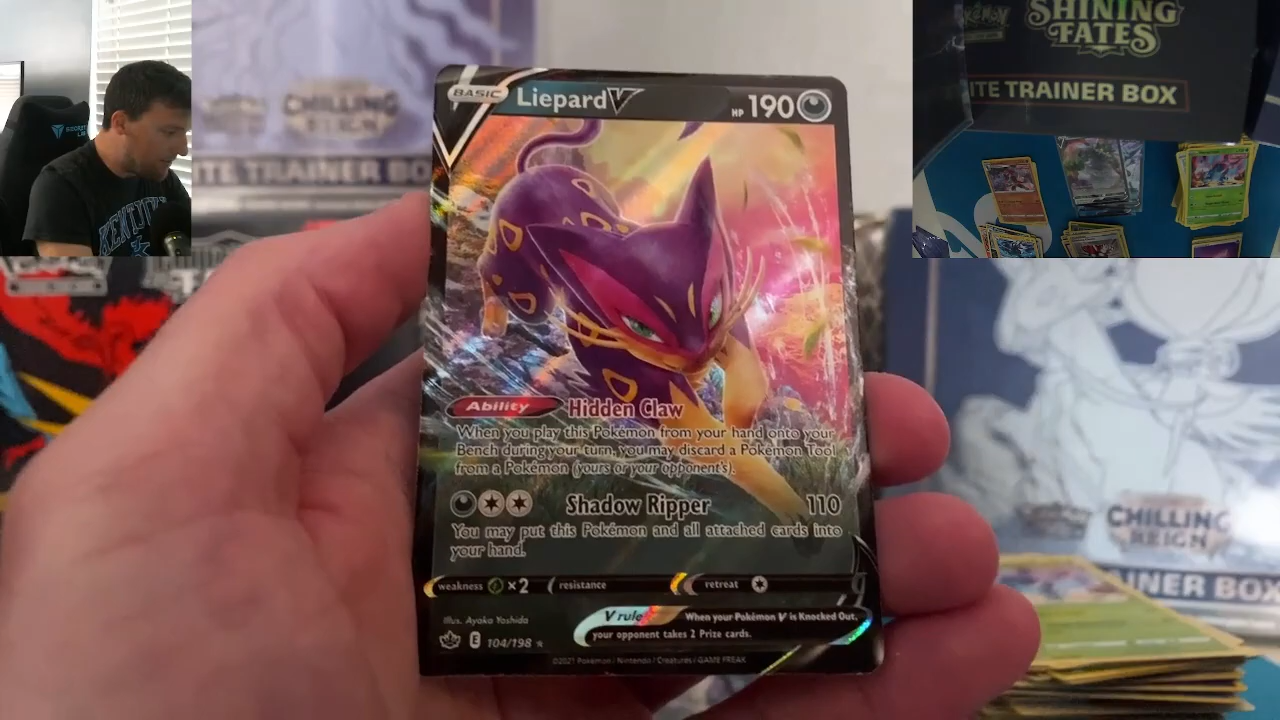 CHILLING
REIGN
ITE TRAINER BO
SHINING
FATES
ITE TRAINER BOX
KENTUCKY
BASIC
Liepard V
HP 190
Ability Hidden Claw
When you play this Pokémon from your hand onto your
Bench during your turn, you may discard a Pokémon Tool
from a Pokémon (yours or your opponent's).
Shadow Ripper 110
You may put this Pokémon and all attached cards into
your hand.
weakness ×2 resistance retreat
V rule When your Pokémon V is Knocked Out,
your opponent takes 2 Prize cards.
Illus. Ayaka Yoshida
E 104/198
©2021 Pokémon / Nintendo / Creatures / GAME FREAK
CHILLING
REIGN
INER BOX